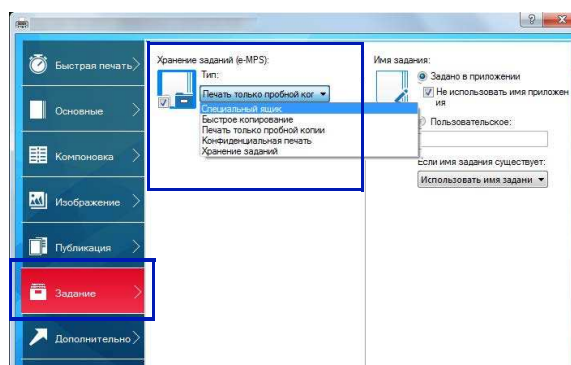 Быстрая печать
Основные
Компоновка
Изображение
Публикация
Задание
Дополнительно
Хранение заданий (e-MPS):
Тип:
Печать только пробной ког
Специальный ящик
Быстрое копирование
Печать только пробной копии
Конфиденциальная печать
Хранение заданий
Имя задания:
Задано в приложении
Не использовать имя приложен
ия
Пользовательское:
Если имя задания существует:
Использовать имя задани